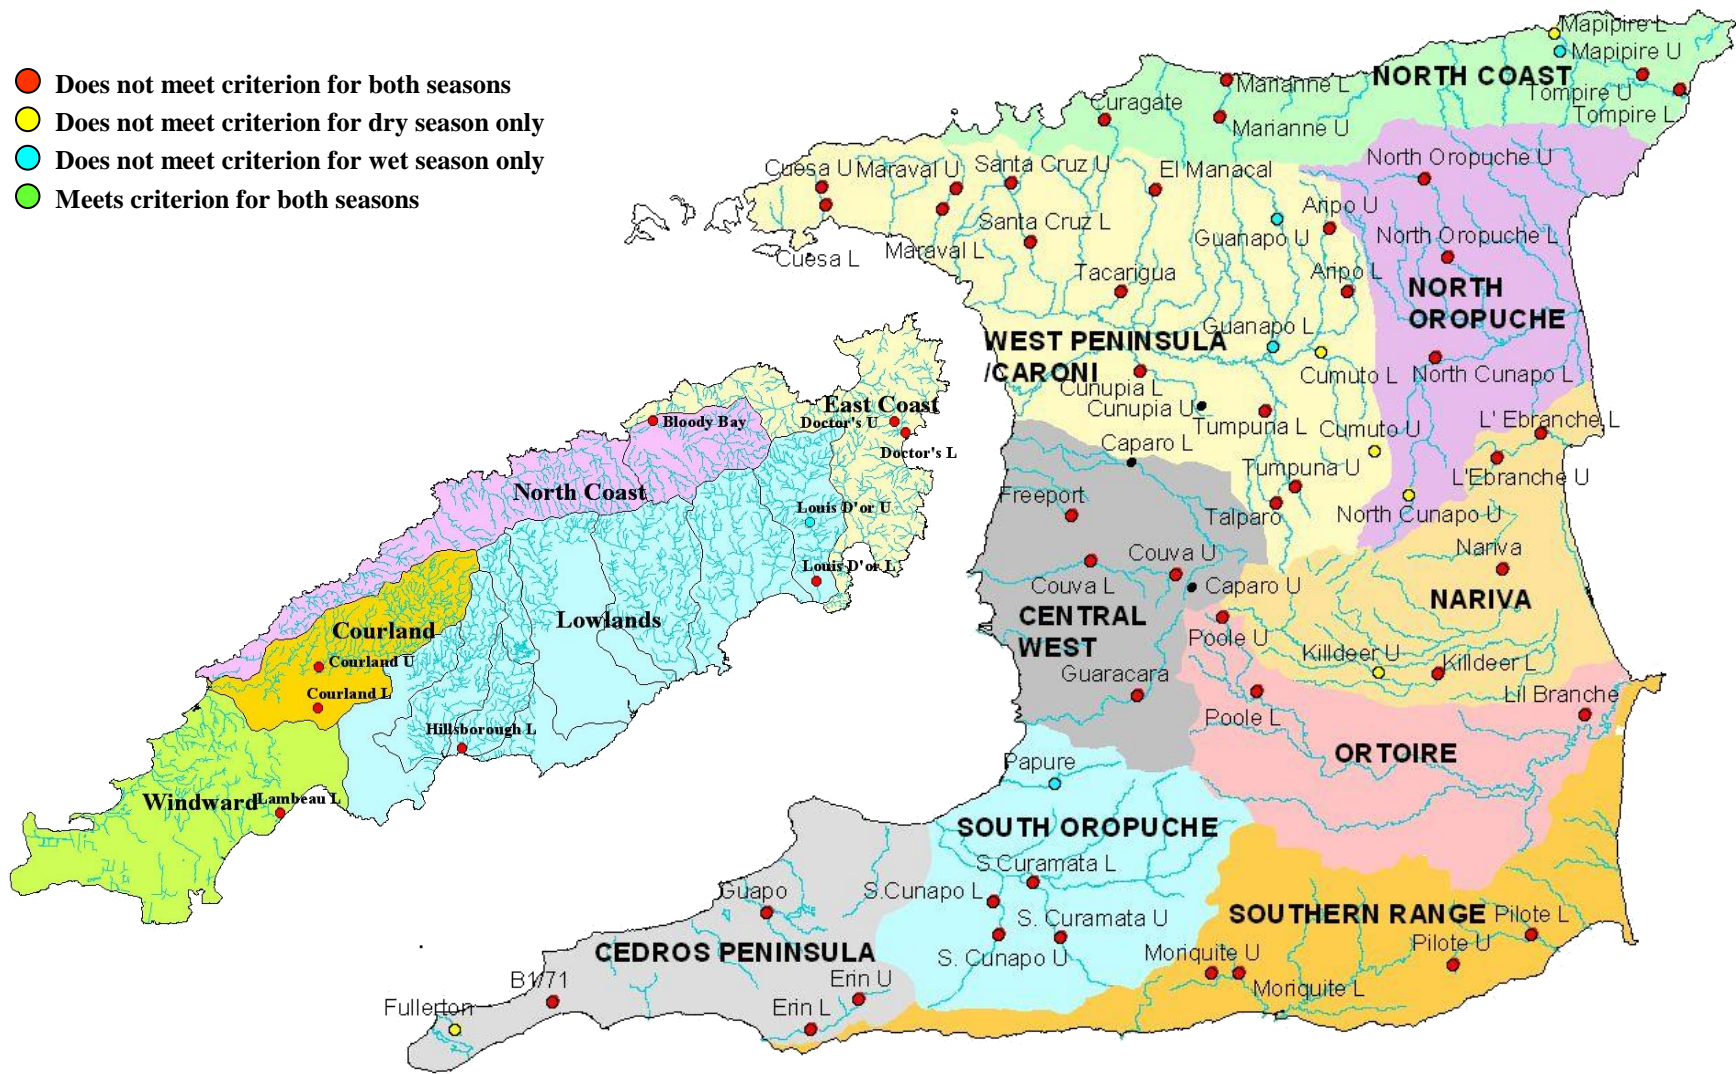 Does not meet criterion for both seasons
Does not meet criterion for dry season only
Does not meet criterion for wet season only
Meets criterion for both seasons
Mapipire L
Mapipire U
NORTH COAST
Tompire U
Tompire L
Marianne L
Curagate
Marianne U
North Oropuche U
Cuesa U
Maraval U
Santa Cruz U
El Manacal
Aripo U
Santa Cruz L
Guanapo U
North Oropuche L
Cuesa L
Maraval L
Tacarigua
Aripo L
NORTH
OROPUCHE
Guanapo L
WEST PENINSULA
/CARONI
Cunupia L
Cumuto L
North Cunapo L
Cunupia U
Tumpuna L
Cumuto U
L' Ebranche L
Caparo L
Tumpuna U
L'Ebranche U
Freeport
Talparo
North Cunapo U
Nariva
Couva U
Couva L
Caparo U
NARIVA
CENTRAL
WEST
Poole U
Killdeer U
Killdeer L
Guaracara
Lil Branche
Poole L
ORTOIRE
Papure
SOUTH OROPUCHE
S.Curamata L
Guapo
S.Cunapo L
S. Curamata U
SOUTHERN RANGE
Pilote L
Pilote U
CEDROS PENINSULA
S. Cunapo U
Moriquite U
B1/71
Erin U
Moriquite L
Fullerton
Erin L
East Coast
Bloody Bay
Doctor's U
Doctor's L
North Coast
Louis D'or U
Louis D'or L
Lowlands
Courland
Courland U
Courland L
Hillsborough L
Windward
Lambeau L